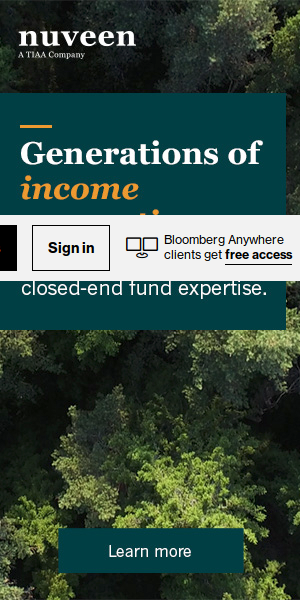 nuveen
A TIAA Company
Generations of
income
Sign in
Bloomberg Anywhere
clients get free access
closed-end fund expertise.
Learn more